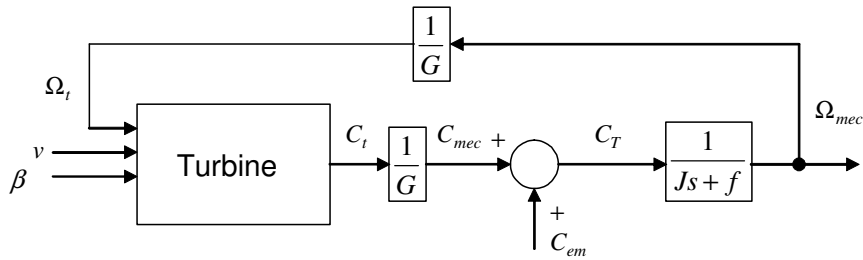 1
G
Ω_t
v
β
Turbine
C_t
1
G
C_mec
+
+
C_em
C_T
1
Js + f
Ω_mec